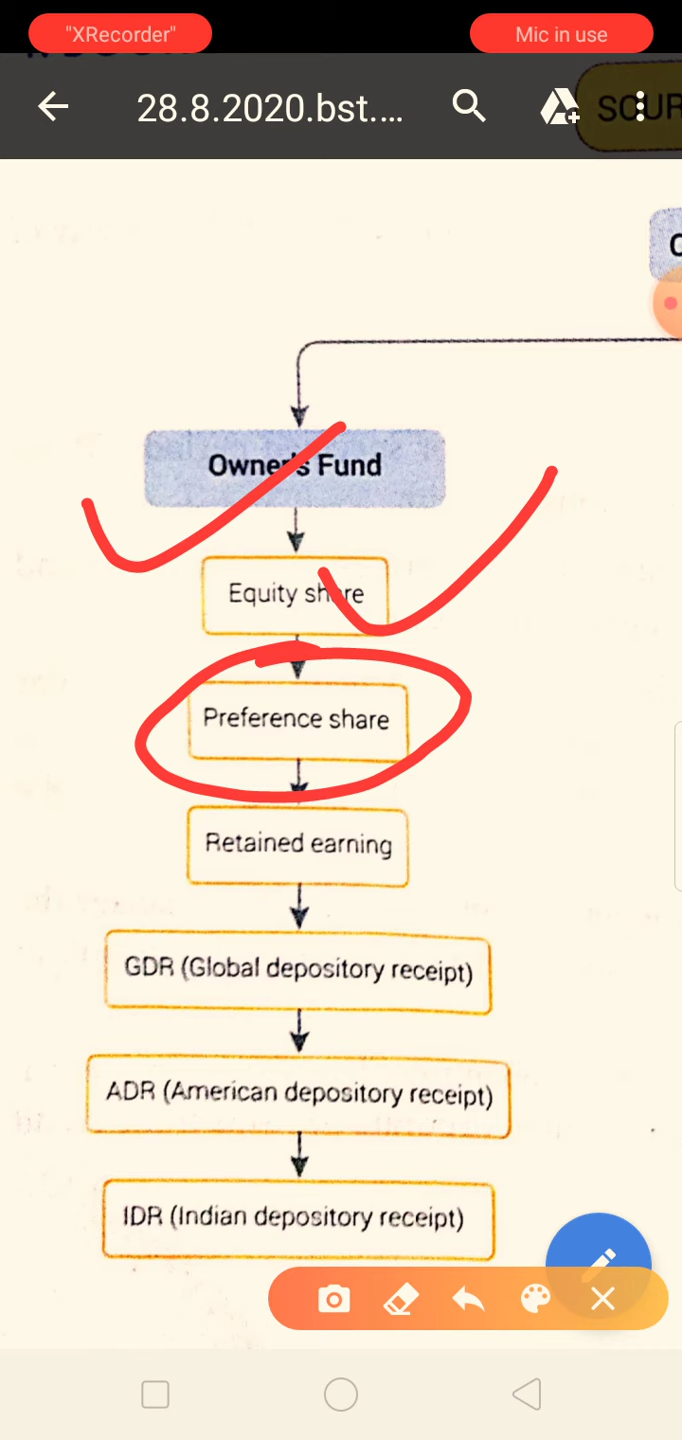 "XRecorder"
Mic in use
28.8.2020.bst....
SOUR
Owner's Fund
Equity share
Preference share
Retained earning
GDR (Global depository receipt)
ADR (American depository receipt)
IDR (Indian depository receipt)